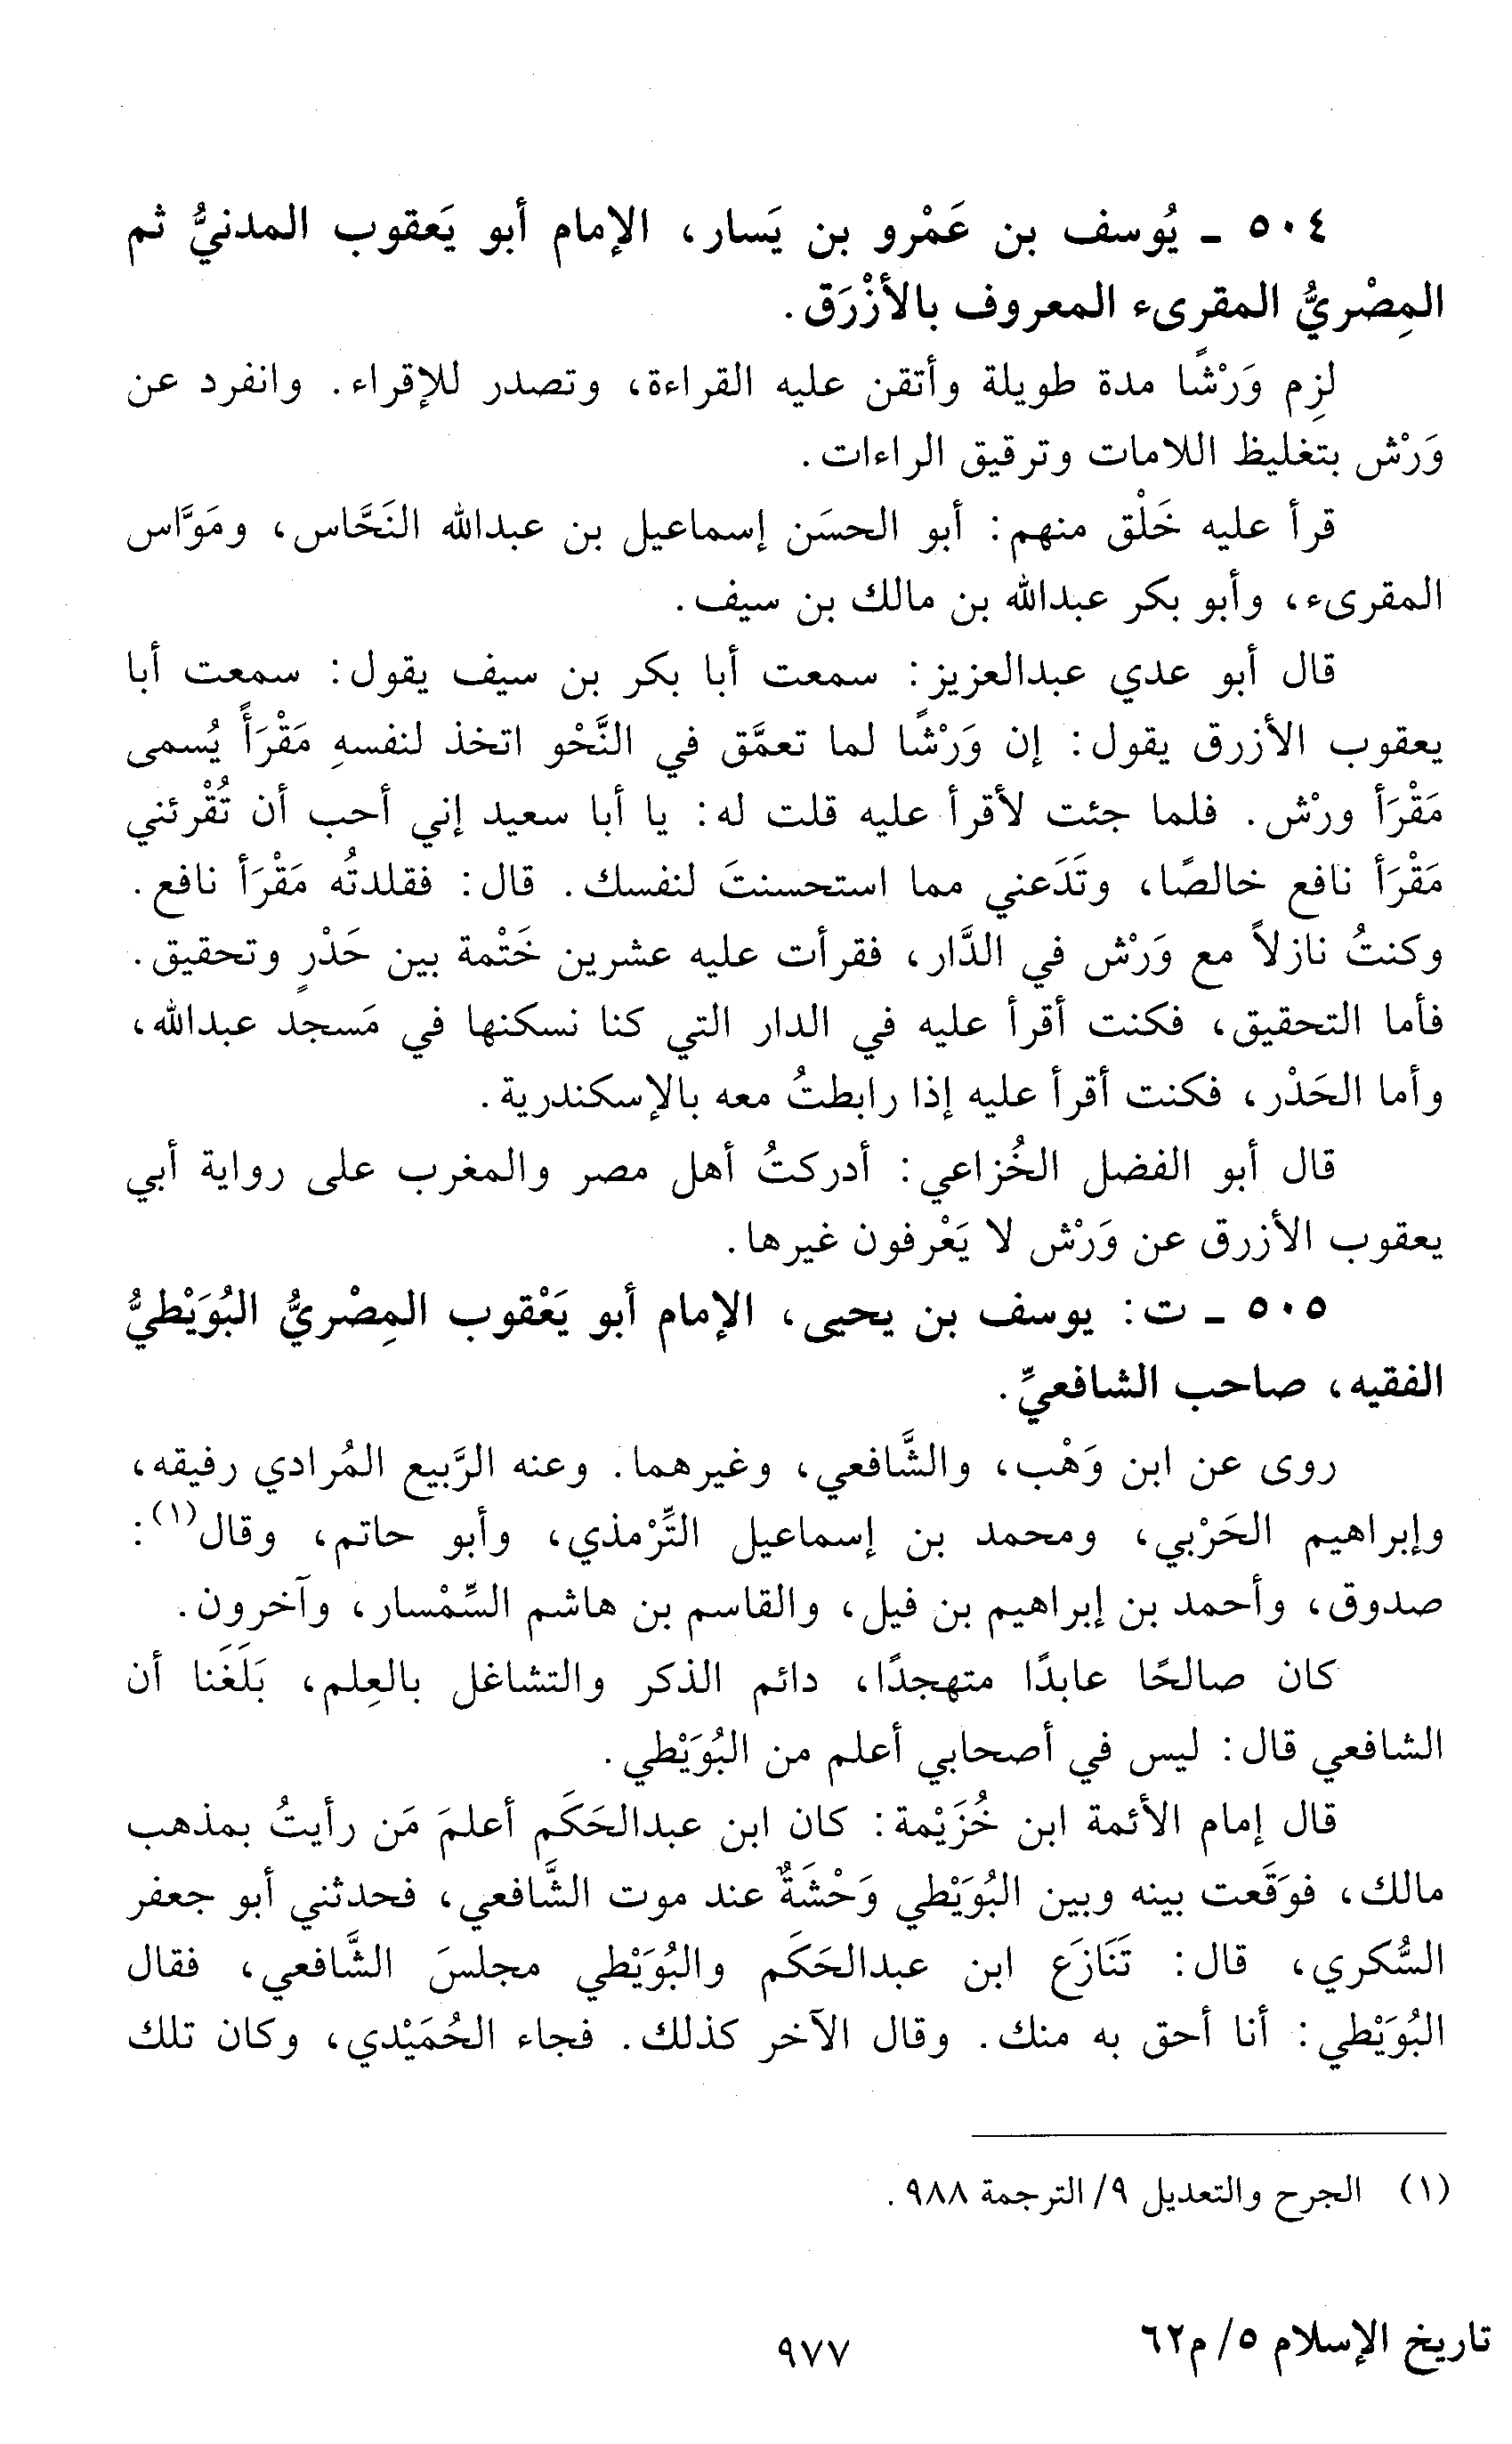 ٥٠٤ ـ يُوسف بن عَمْرو بن يَسار، الإمام أبو يَعقوب المدنيُّ ثم
المِصْريُّ المقرىء المعروف بالأزْرَق.
لزِم وَرْشًا مدة طويلة وأتقن عليه القراءة، وتصدر للإقراء. وانفرد عن
وَرْش بتغليظ اللامات وترقيق الراءات.
قرأ عليه خَلْق منهم: أبو الحسَن إسماعيل بن عبدالله النَحَّاس، ومَوَّاس
المقرىء، وأبو بكر عبدالله بن مالك بن سيف.
قال أبو عدي عبدالعزيز: سمعت أبا بكر بن سيف يقول: سمعت أبا
يعقوب الأزرق يقول: إن وَرْشًا لما تعمَّق في النَّحْو اتخذ لنفسهِ مَقْرَأً يُسمى
مَقْرَأ ورْش. فلما جئت لأقرأ عليه قلت له: يا أبا سعيد إني أحب أن تُقْرئني
مَقْرَأ نافع خالصًا، وتَدَعني مما استحسنتَ لنفسك. قال: فقلدتُه مَقْرَأ نافع.
وكنتُ نازلاً مع وَرْش في الدَّار، فقرأت عليه عشرين خَتْمة بين حَدْرٍ وتحقيق.
فأما التحقيق، فكنت أقرأ عليه في الدار التي كنا نسكنها في مَسجد عبدالله،
وأما الحَدْر، فكنت أقرأ عليه إذا رابطتُ معه بالإسكندرية.
قال أبو الفضل الخُزاعي: أدركتُ أهل مصر والمغرب على رواية أبي
يعقوب الأزرق عن وَرْش لا يَعْرفون غيرها.
٥٠٥ ـ ت: يوسف بن يحيى، الإمام أبو يَعْقوب المِصْريُّ البُوَيْطيُّ
الفقيه، صاحب الشافعيِّ.
روى عن ابن وَهْب، والشَّافعي، وغيرهما. وعنه الرَّبيع المُرادي رفيقه،
وإبراهيم الحَرْبي، ومحمد بن إسماعيل التِّرْمذي، وأبو حاتم، وقال(١):
صدوق، وأحمد بن إبراهيم بن فيل، والقاسم بن هاشم السِّمْسار، وآخرون.
كان صالحًا عابدًا متهجدًا، دائم الذكر والتشاغل بالعِلم، بَلَغَنا أن
الشافعي قال: ليس في أصحابي أعلم من البُوَيْطي.
قال إمام الأئمة ابن خُزَيْمة: كان ابن عبدالحَكَم أعلمَ مَن رأيتُ بمذهب
مالك، فوَقَعت بينه وبين البُوَيْطي وَحْشَةٌ عند موت الشَّافعي، فحدثني أبو جعفر
السُّكري، قال: تَنَازَع ابن عبدالحَكَم والبُوَيْطي مجلسَ الشَّافعي، فقال
البُوَيْطي: أنا أحق به منك. وقال الآخر كذلك. فجاء الحُمَيْدي، وكان تلك
(١) الجرح والتعديل ٩/ الترجمة ٩٨٨.
تاريخ الإسلام ٥/ م٦٢
٩٧٧